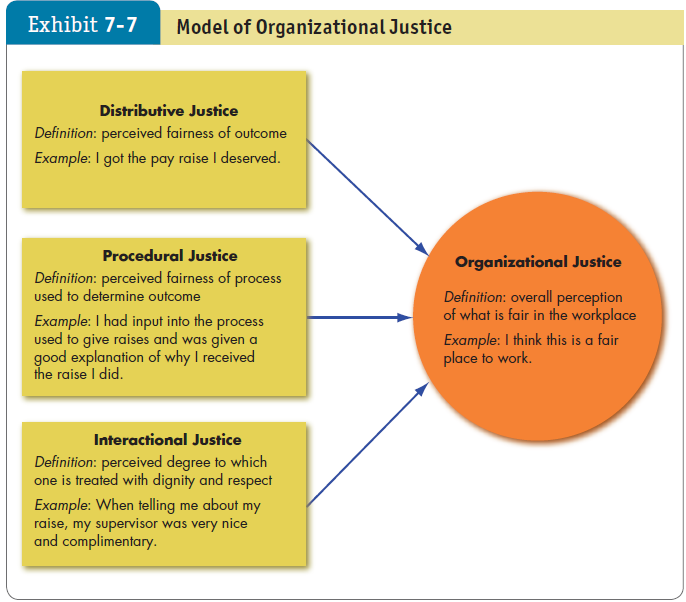 Exhibit 7-7
Model of Organizational Justice
Distributive Justice
Definition: perceived fairness of outcome
Example: I got the pay raise I deserved.
Procedural Justice
Definition: perceived fairness of process
used to determine outcome
Example: I had input into the process
used to give raises and was given a
good explanation of why I received
the raise I did.
Interactional Justice
Definition: perceived degree to which
one is treated with dignity and respect
Example: When telling me about my
raise, my supervisor was very nice
and complimentary.
Organizational Justice
Definition: overall perception
of what is fair in the workplace
Example: I think this is a fair
place to work.